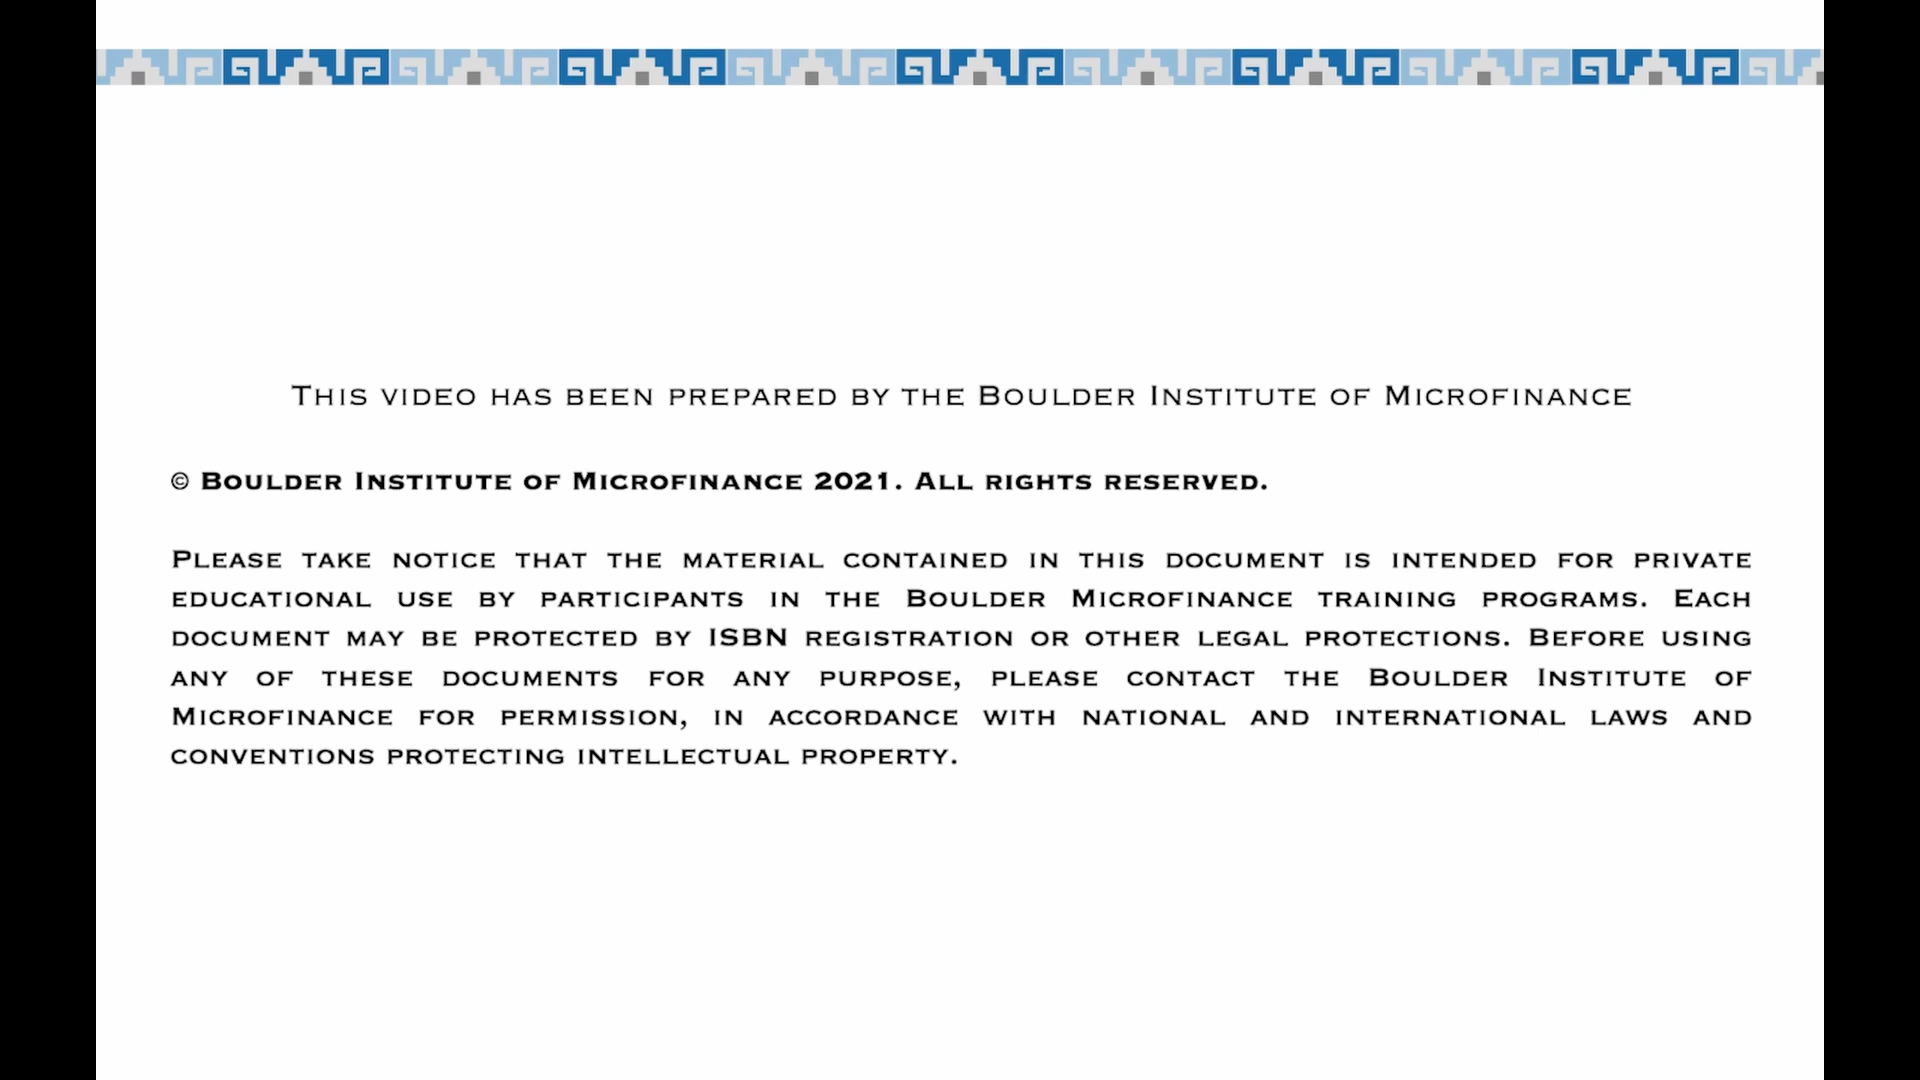 This video has been prepared by the Boulder Institute of Microfinance
© Boulder Institute of Microfinance 2021. All rights reserved.
Please take notice that the material contained in this document is intended for private
educational use by participants in the Boulder Microfinance training programs. Each
document may be protected by ISBN registration or other legal protections. Before using
any of these documents for any purpose, please contact the Boulder Institute of
Microfinance for permission, in accordance with national and international laws and
conventions protecting intellectual property.